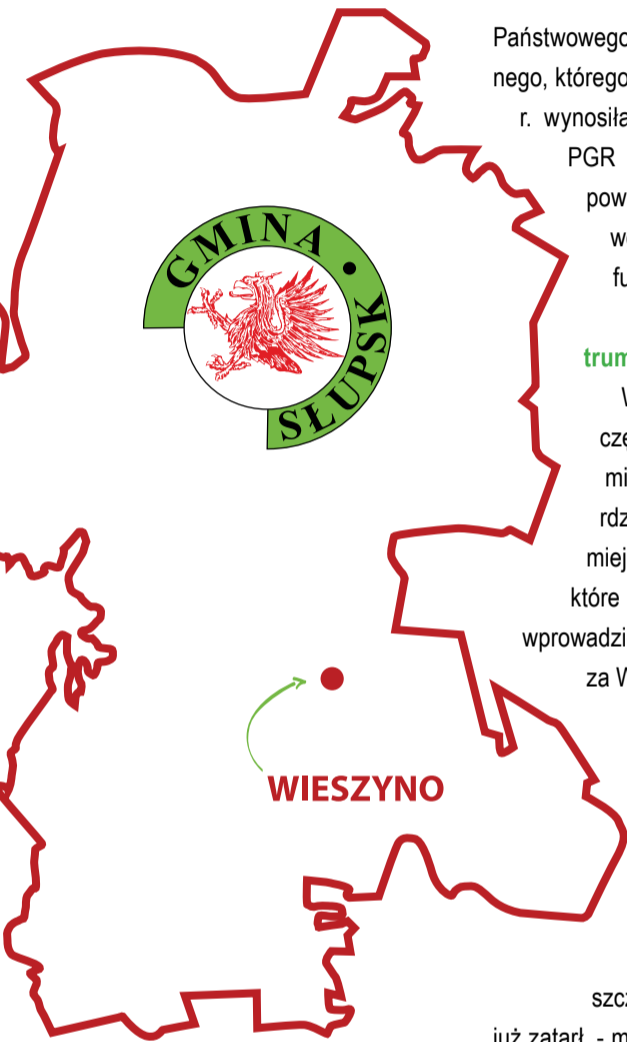 Państwowego
nego, którego
r. wynosiła
PGR
pow
fu
trum
W
czę
mi
rdz
miej
które
wprowadzi
za W
szcz
już zatarł, - m
GMINA • SŁUPSK
WIESZYNO